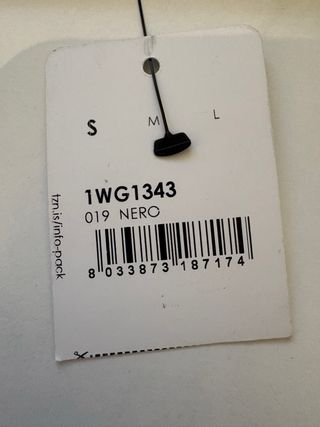 S M L
1WG1343
019 NERO
8 033873 187174
tzn.is/info-pack